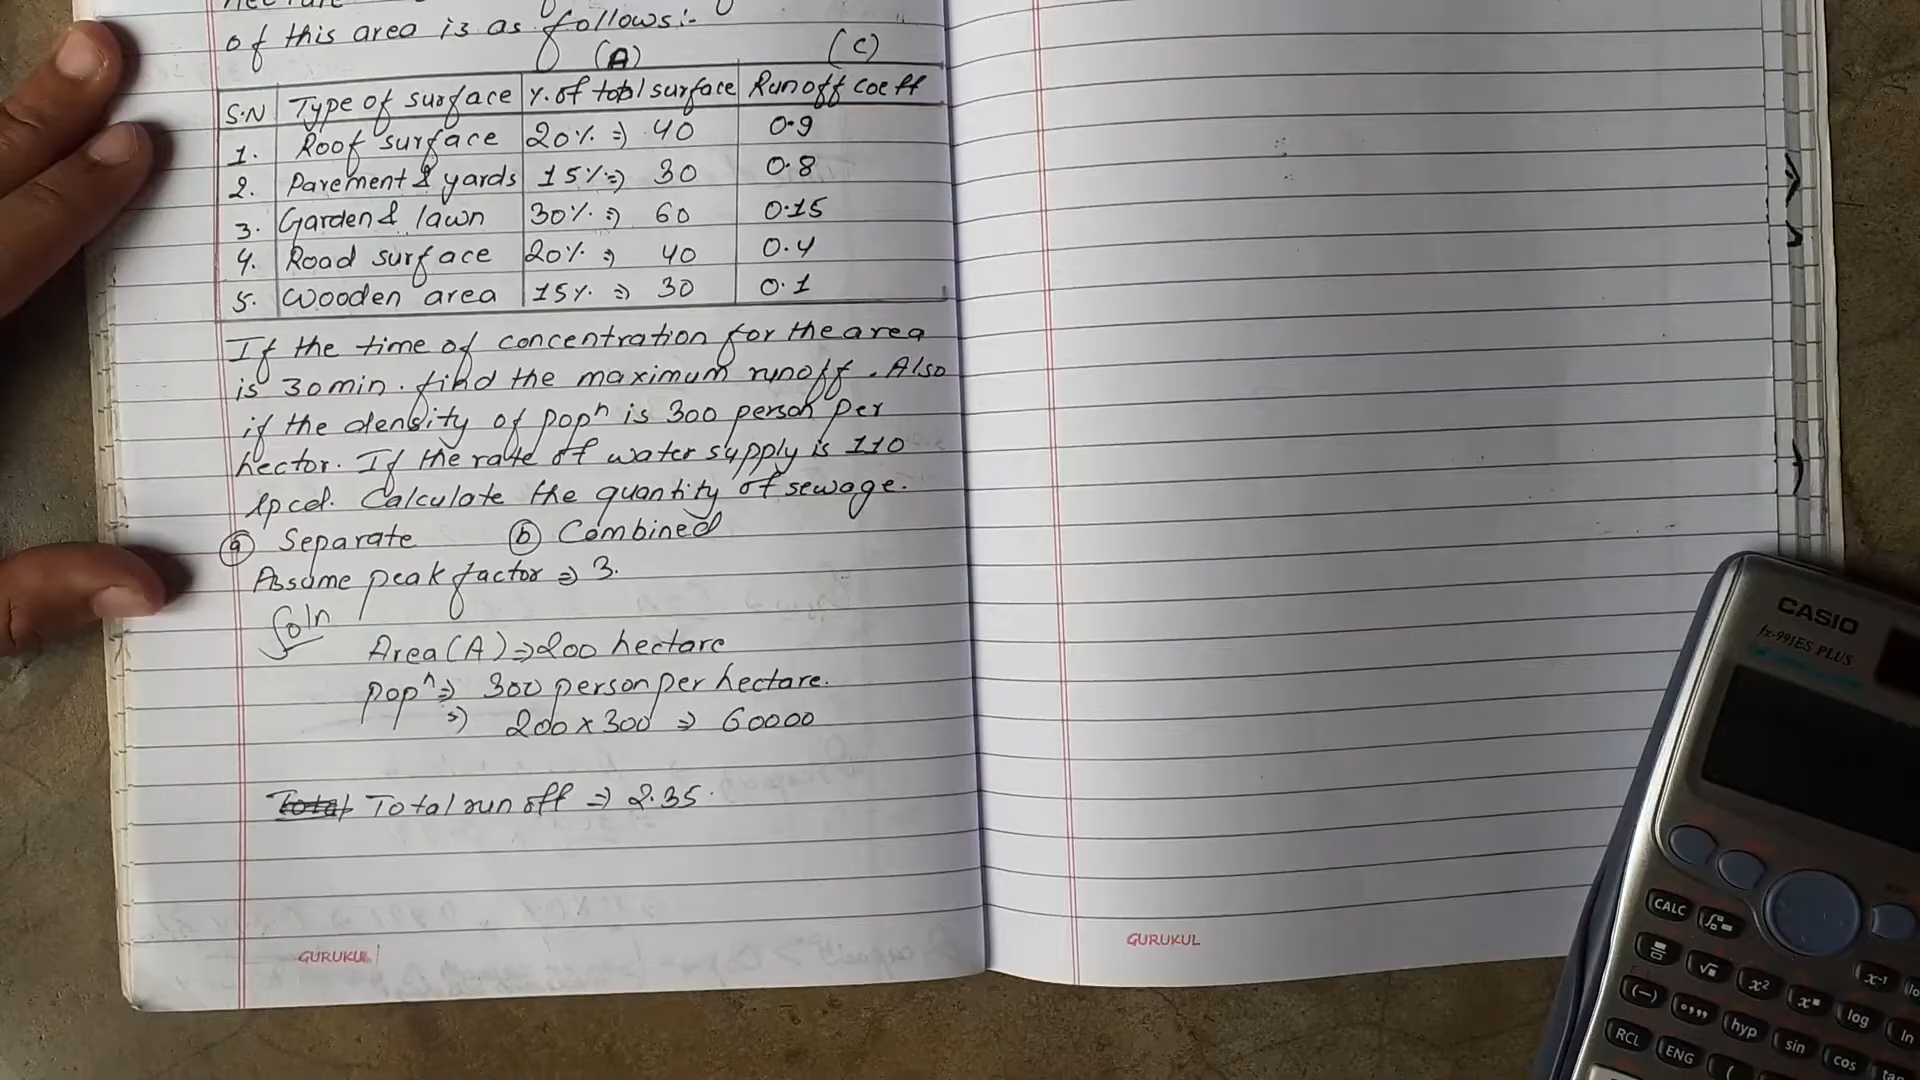 of this area is as follows:-
(A) (C)
S.N Type of surface %. of total surface Runoff coeff
1. Roof surface 20%. ⇒ 40 0.9
2. Pavement & yards 15%. ⇒ 30 0.8
3. Garden & lawn 30%. ⇒ 60 0.15
4. Road surface 20%. ⇒ 40 0.4
5. Wooden area 15%. ⇒ 30 0.1
If the time of concentration for the area
is 30 min. find the maximum runoff. Also
if the density of popⁿ is 300 person per
hector. If the rate of water supply is 110
lpcd. Calculate the quantity of sewage.
ⓐ Separate ⓑ Combined
Assume peak factor ⇒ 3.
Soln
Area (A) ⇒ 200 hectare
popⁿ ⇒ 300 person per hectare.
⇒ 200 x 300 ⇒ 60000
Total Total run off ⇒ 2.35.
GURUKUL
GURUKUL
CASIO
fx-991ES PLUS
CALC
x² log ln
(-) hyp sin cos tan
RCL ENG (